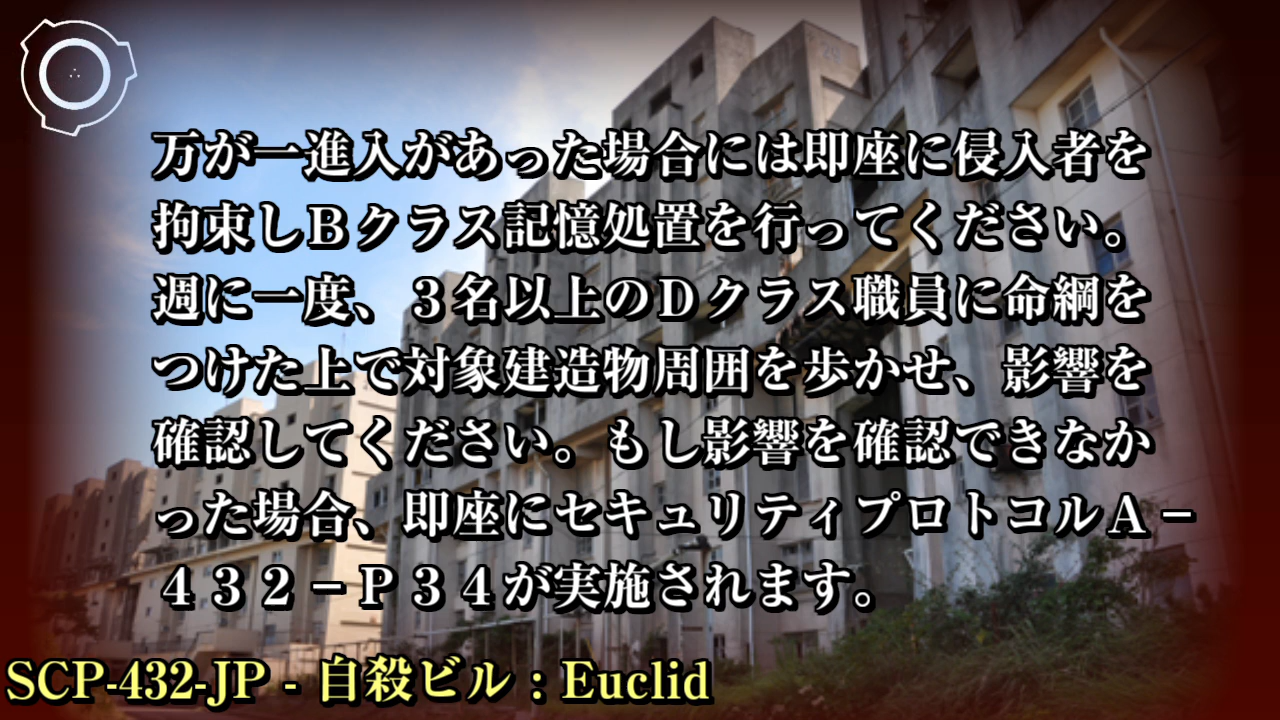 万が一進入があった場合には即座に侵入者を
拘束しＢクラス記憶処置を行ってください。
週に一度、３名以上のＤクラス職員に命綱を
つけた上で対象建造物周囲を歩かせ、影響を
確認してください。もし影響を確認できなか
った場合、即座にセキュリティプロトコルＡ－
４３２－Ｐ３４が実施されます。
SCP-432-JP - 自殺ビル : Euclid